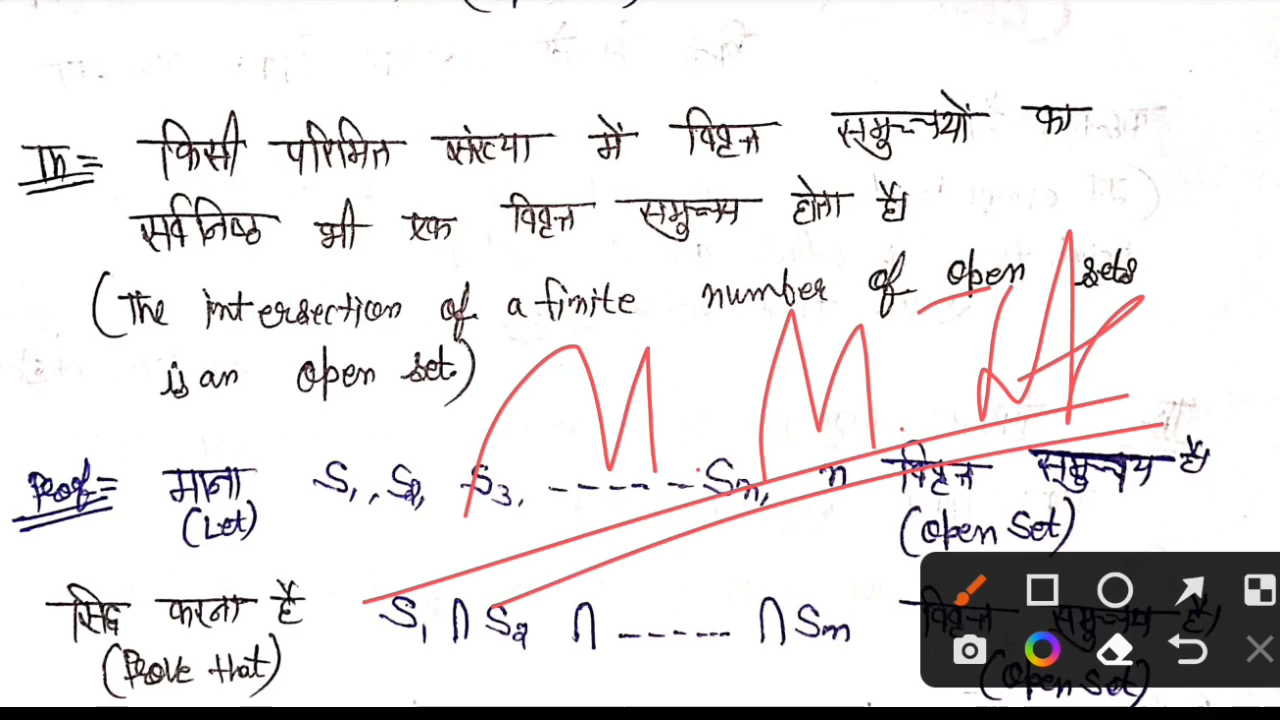 Th = किसी परिमित संख्या में विवृत्त समुच्चयों का
सर्वनिष्ठ भी एक विवृत्त समुच्चय होता है।
(The intersection of a finite number of open sets
is an open set.)
Proof = माना S₁, S₂, S₃, ------- Sₙ, n विवृत्त समुच्चय है
(Let) (open set)
सिद्ध करना है S₁ ∩ S₂ ∩ ------ ∩ Sₙ विवृत्त समुच्चय है।
(Prove that) (open set)